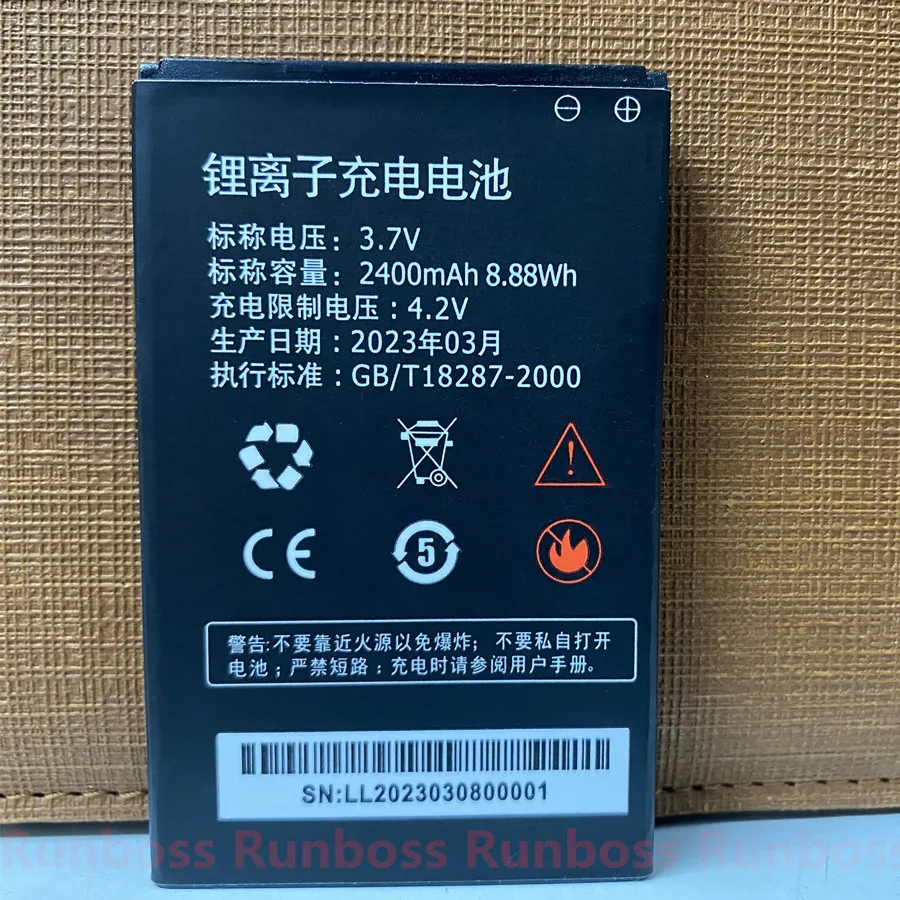 锂离子充电电池
标称电压：3.7V
标称容量：2400mAh 8.88Wh
充电限制电压：4.2V
生产日期：2023年03月
执行标准：GB/T18287-2000
CE
5
警告:不要靠近火源以免爆炸；不要私自打开
电池；严禁短路：充电时请参阅用户手册。
SN:LL2023030800001
Runboss Runboss Runboss Runboss